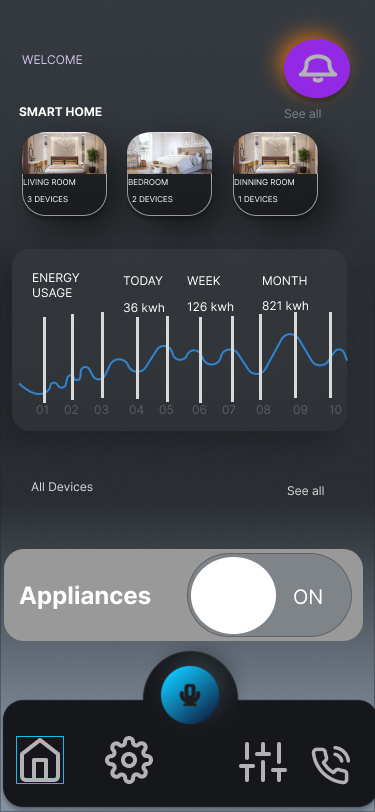 WELCOME
SMART HOME
See all
LIVING ROOM
3 DEVICES
BEDROOM
2 DEVICES
DINNING ROOM
1 DEVICES
ENERGY
USAGE
TODAY
36 kwh
WEEK
126 kwh
MONTH
821 kwh
01 02 03 04 05 06 07 08 09 10
All Devices
See all
Appliances
ON